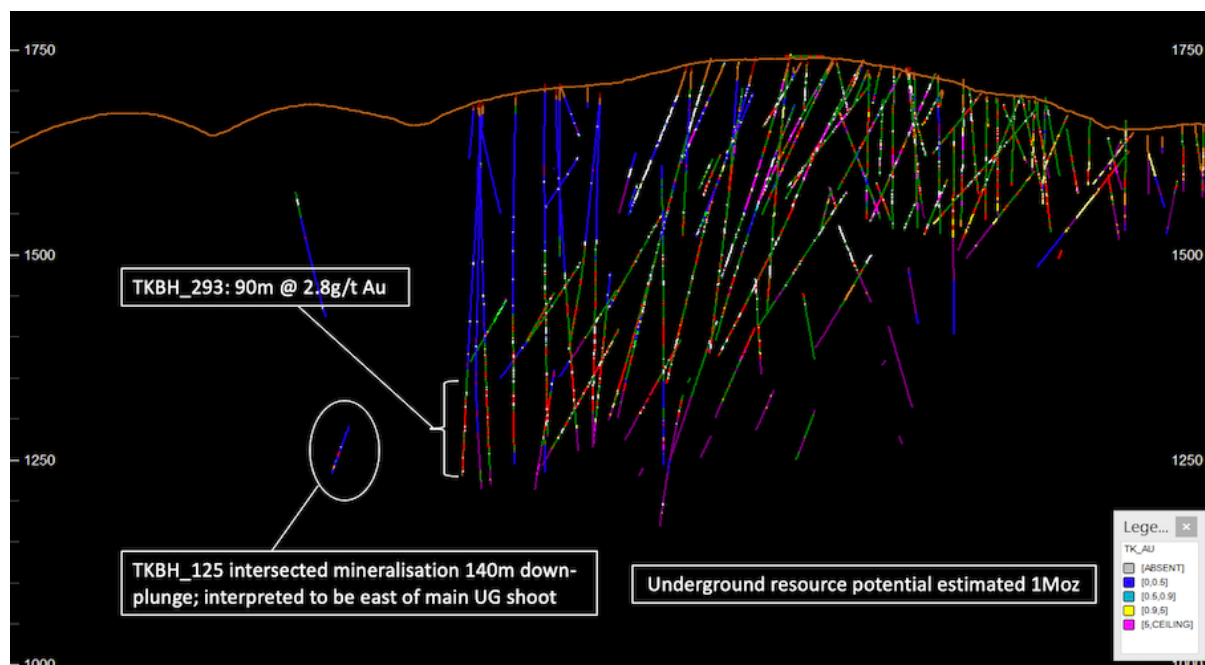 1750
1750
1500
1500
TKBH_293: 90m @ 2.8g/t Au
1250
1250
TKBH_125 intersected mineralisation 140m down-
plunge; interpreted to be east of main UG shoot
Underground resource potential estimated 1Moz
Lege...
TK_AU
[ABSENT]
[0,0.5]
[0.5,0.9]
[0.9,5]
[5,CEILING]
1000